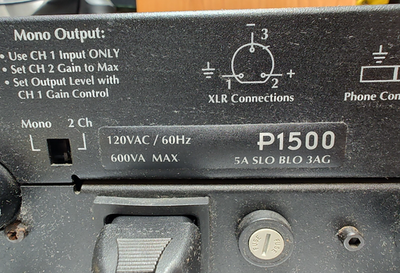 Mono Output:
• Use CH 1 Input ONLY
• Set CH 2 Gain to Max
• Set Output Level with
CH 1 Gain Control
Mono 2 Ch
−
3
1
2 +
XLR Connections
Phone Con
120VAC / 60Hz
600VA MAX
P1500
5A SLO BLO 3AG